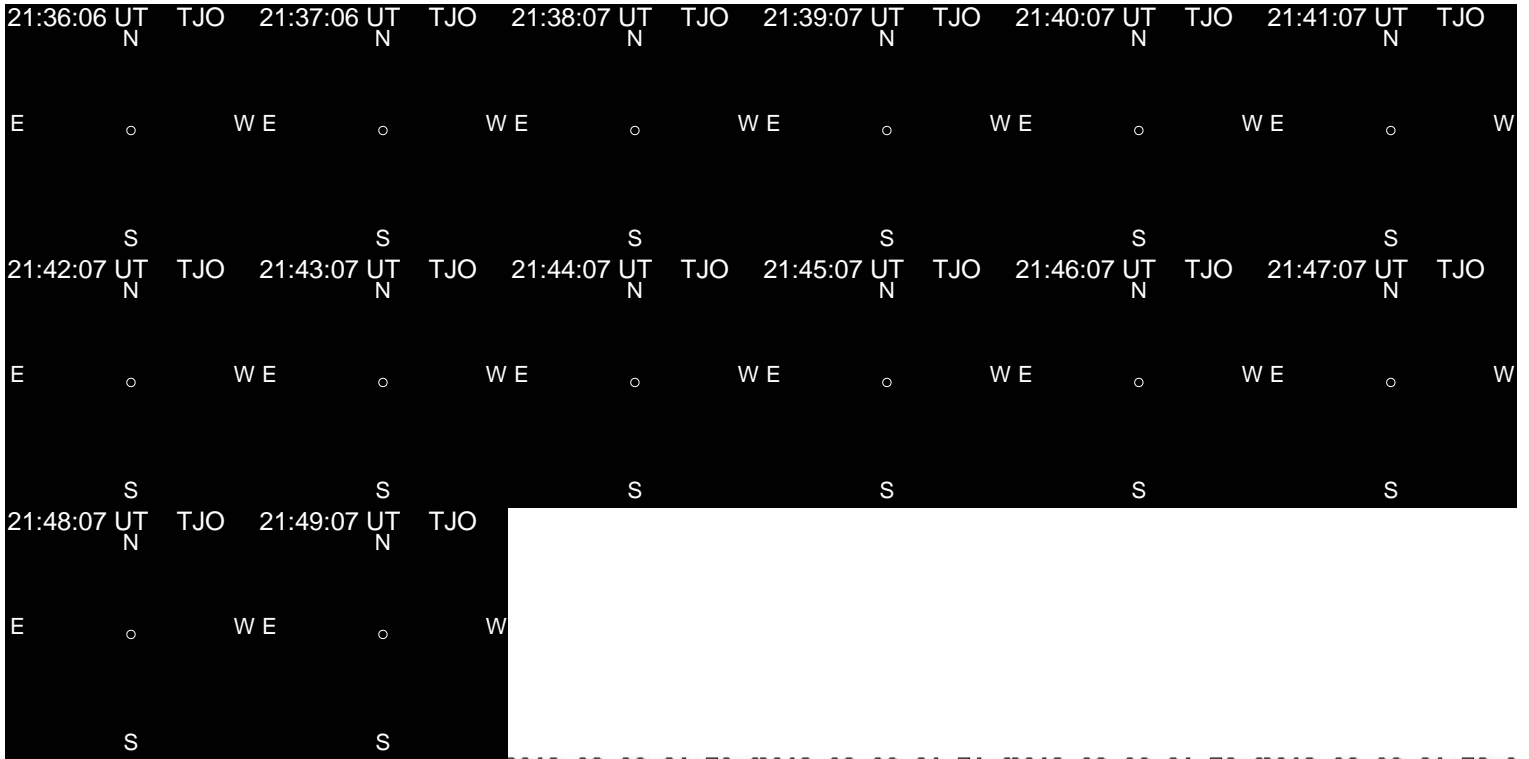 21:36:06 UT TJO 21:37:06 UT TJO 21:38:07 UT TJO 21:39:07 UT TJO 21:40:07 UT TJO 21:41:07 UT TJO
N N N N N N
E W E W E W E W E W E W
S S S S S S
21:42:07 UT TJO 21:43:07 UT TJO 21:44:07 UT TJO 21:45:07 UT TJO 21:46:07 UT TJO 21:47:07 UT TJO
N N N N N N
E W E W E W E W E W E W
S S S S S S
21:48:07 UT TJO 21:49:07 UT TJO
N N
E W E W
S S